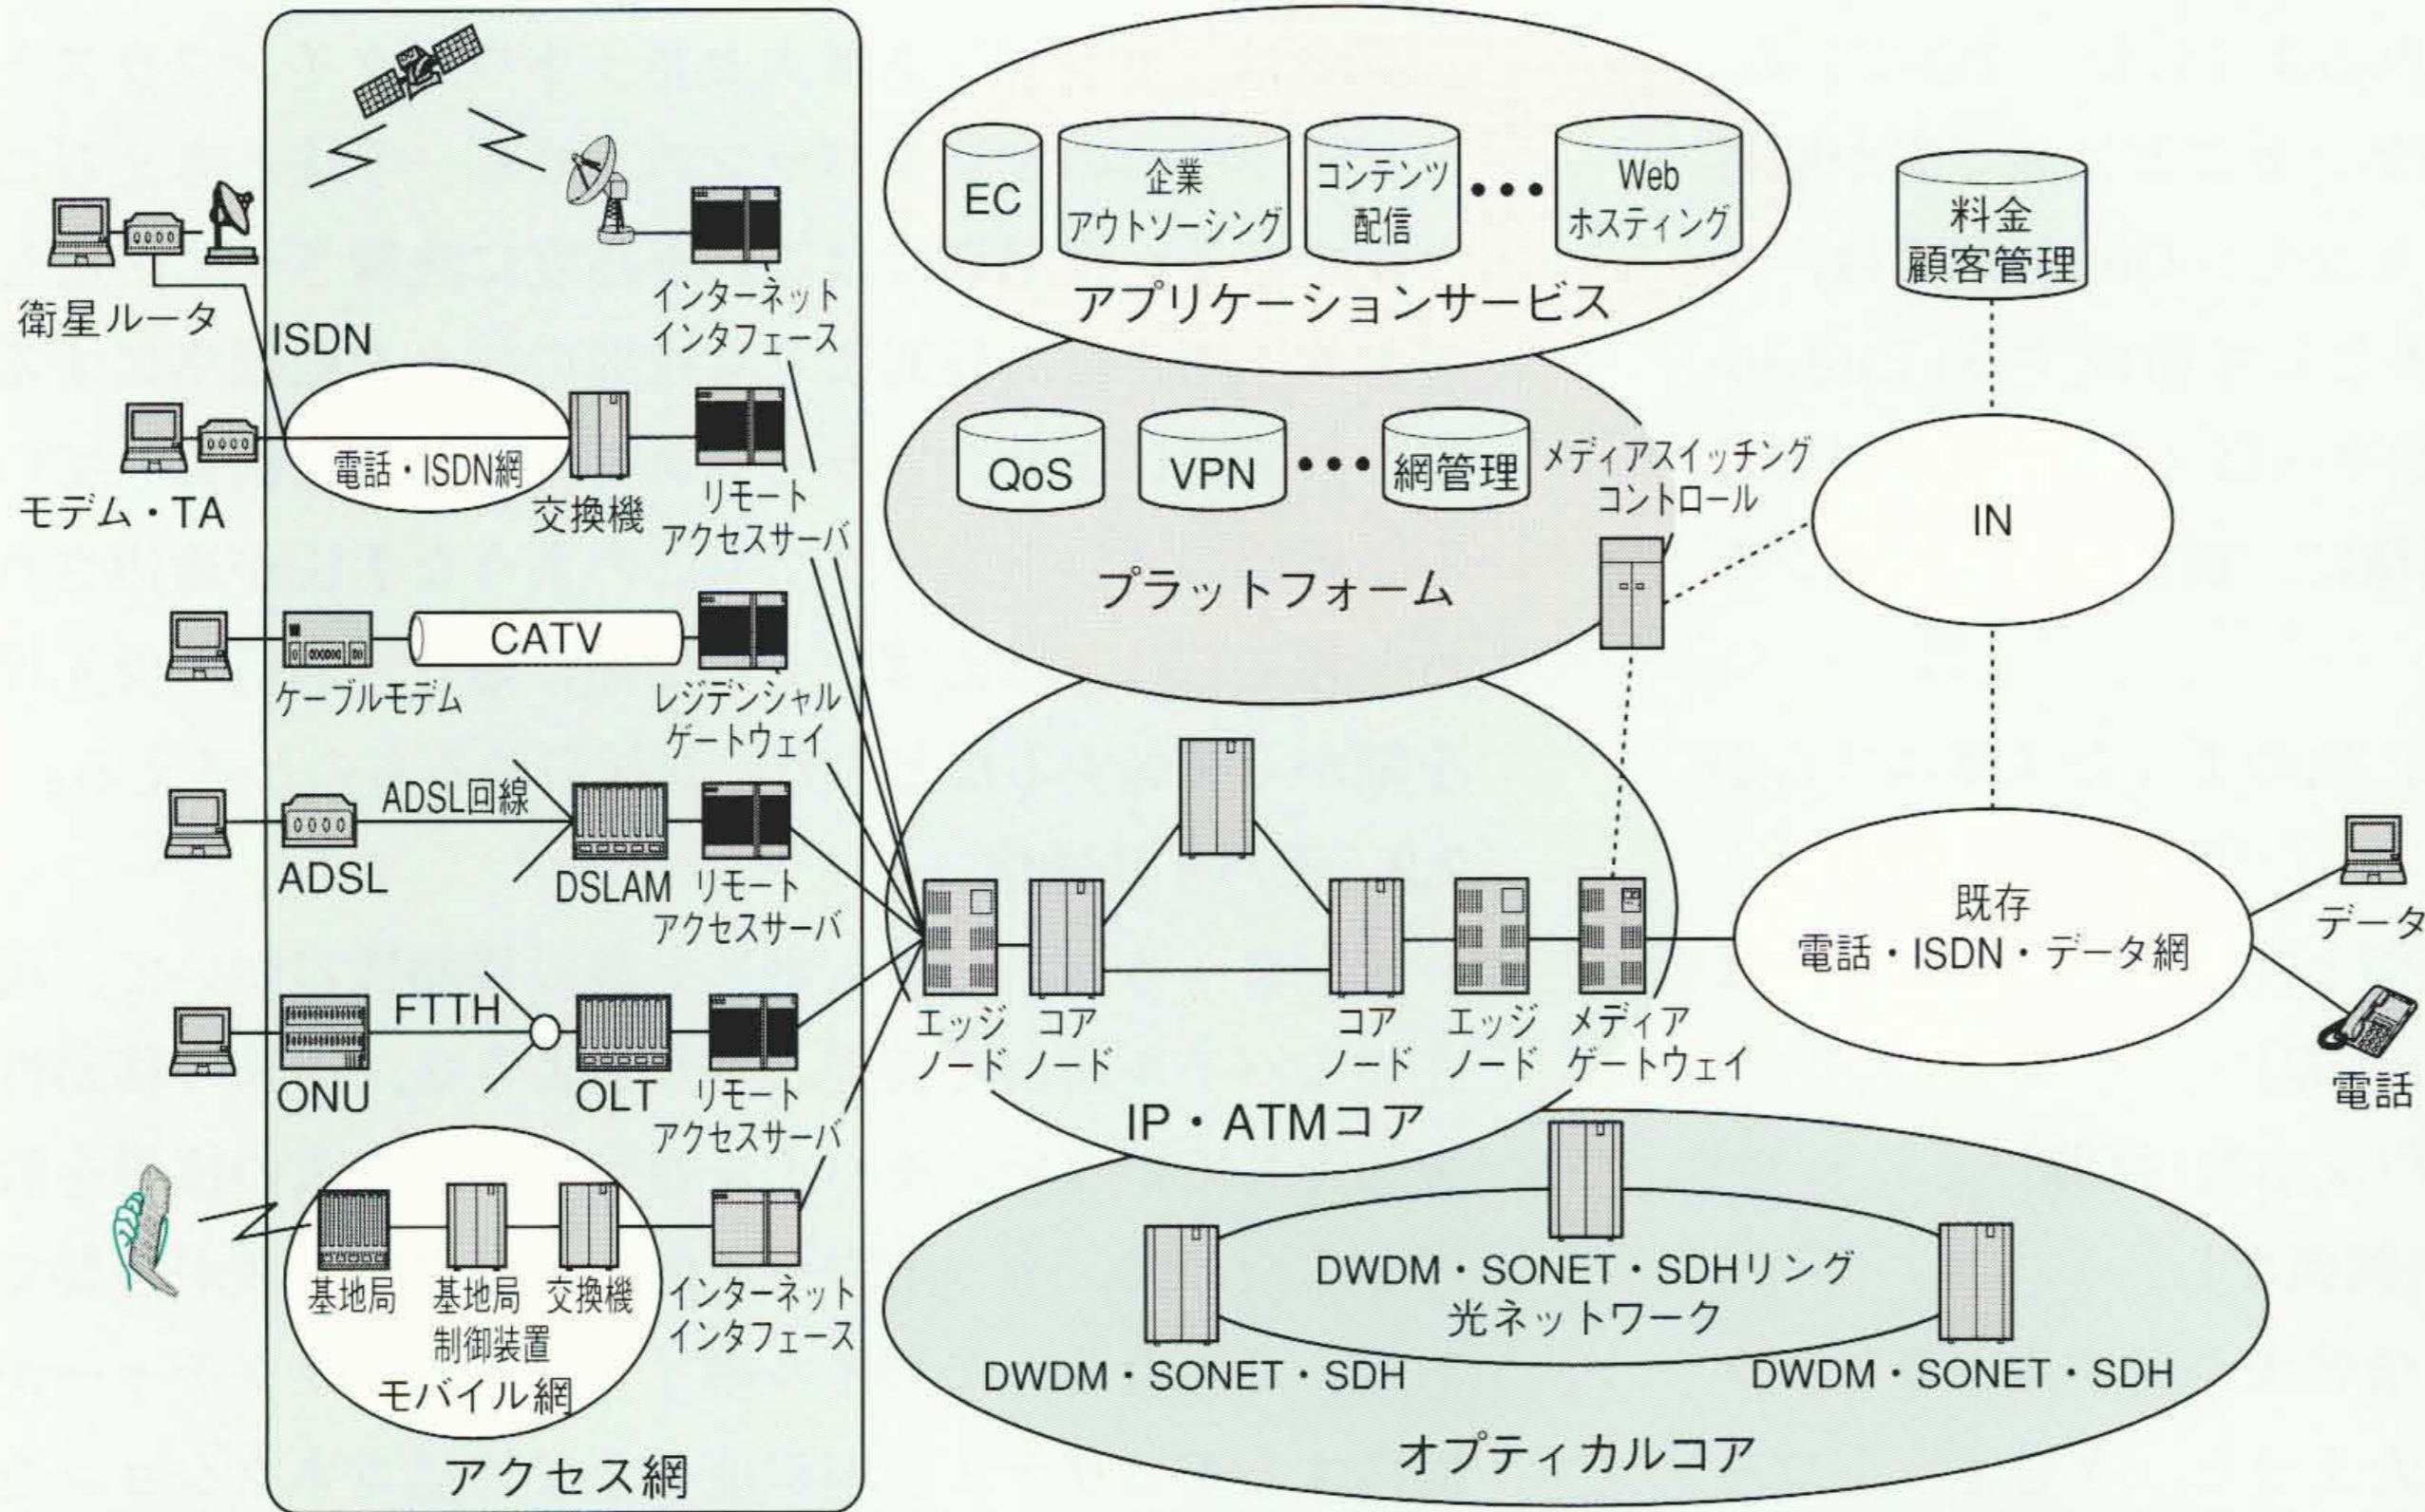 衛星ルータ
ISDN
インターネット
インタフェース
モデム・TA
電話・ISDN網
交換機
リモート
アクセスサーバ
CATV
ケーブルモデム
レジデンシャル
ゲートウェイ
ADSL回線
ADSL
DSLAM
リモート
アクセスサーバ
FTTH
ONU
OLT
リモート
アクセスサーバ
基地局
基地局
制御装置
交換機
インターネット
インタフェース
モバイル網
アクセス網
EC
企業
アウトソーシング
コンテンツ
配信
Web
ホスティング
アプリケーションサービス
QoS
VPN
網管理
プラットフォーム
メディアスイッチング
コントロール
エッジ
ノード
コア
ノード
コア
ノード
エッジ
ノード
メディア
ゲートウェイ
IP・ATMコア
DWDM・SONET・SDHリング
光ネットワーク
DWDM・SONET・SDH
DWDM・SONET・SDH
オプティカルコア
料金
顧客管理
IN
既存
電話・ISDN・データ網
データ
電話